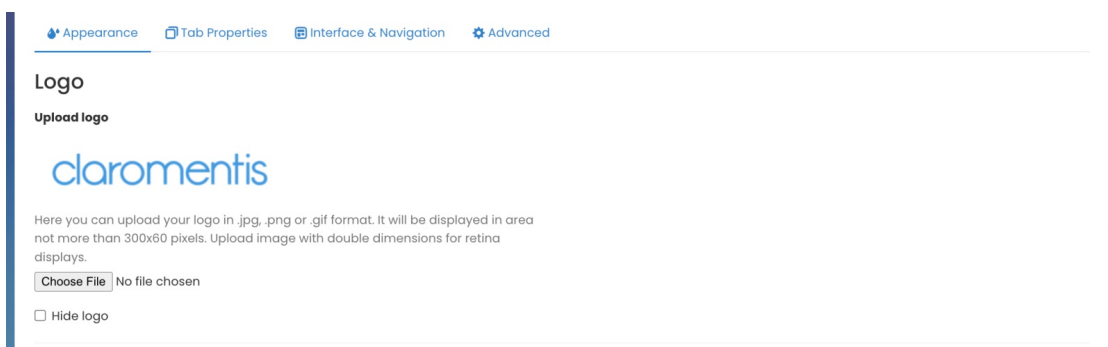 Appearance Tab Properties Interface & Navigation Advanced
Logo
Upload logo
claromentis
Here you can upload your logo in .jpg, .png or .gif format. It will be displayed in area
not more than 300x60 pixels. Upload image with double dimensions for retina
displays.
Choose File No file chosen
Hide logo